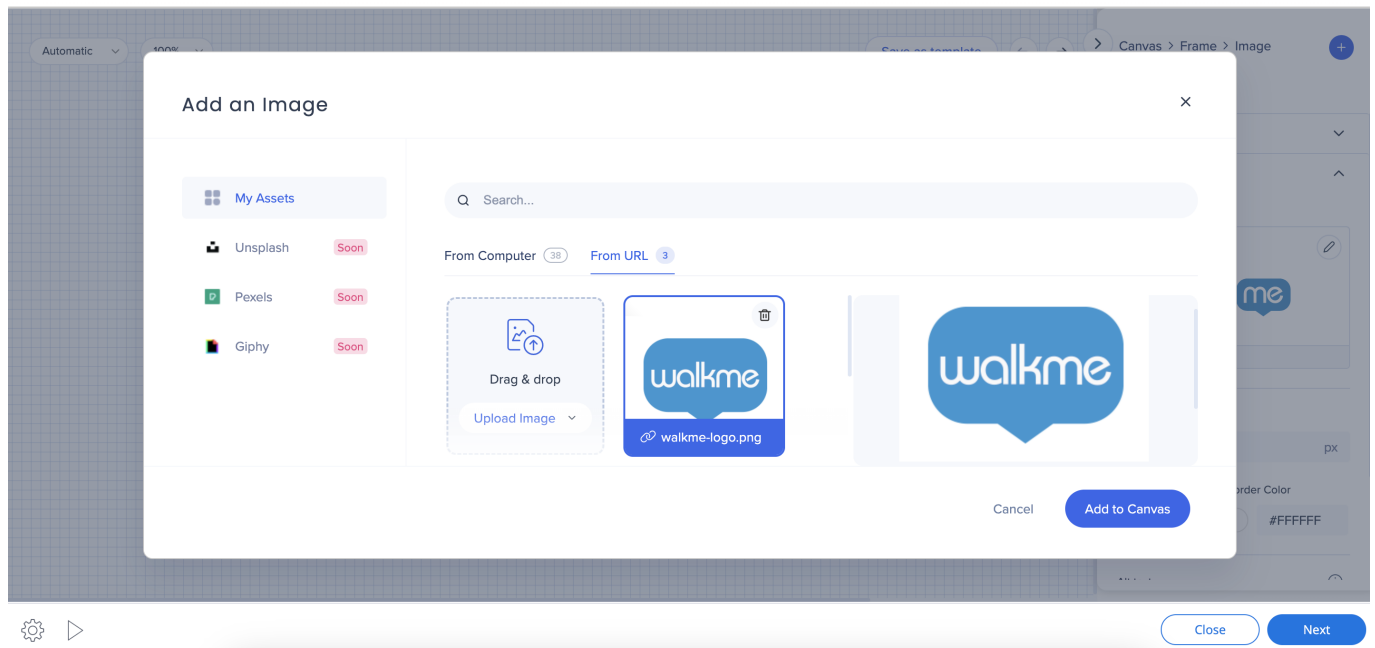 Automatic
100%
Save as template
Canvas > Frame > Image
Add an Image
My Assets
Unsplash Soon
Pexels Soon
Giphy Soon
Search...
From Computer 38 From URL 3
Drag & drop
Upload Image
walkme
walkme-logo.png
walkme
me
px
order Color
#FFFFFF
Cancel
Add to Canvas
Close
Next